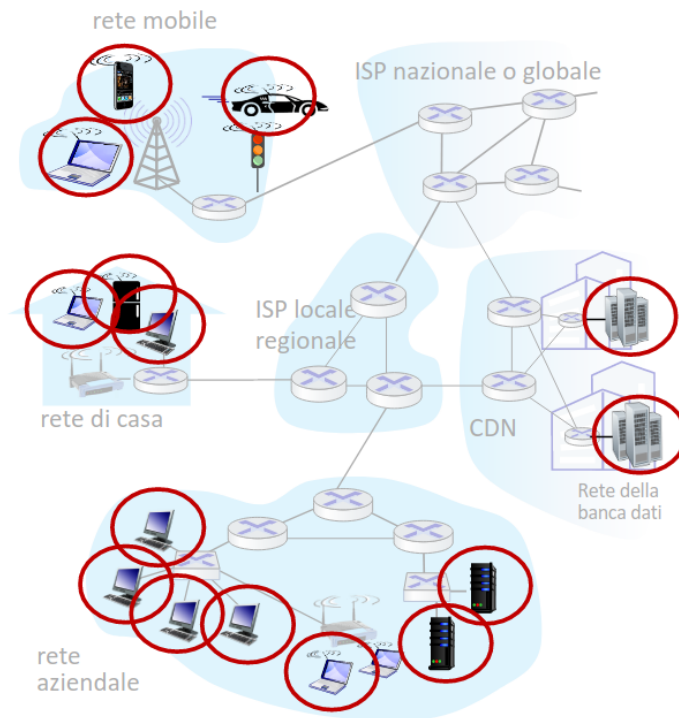 rete mobile
ISP nazionale o globale
ISP locale
regionale
rete di casa
CDN
Rete della
banca dati
rete
aziendale